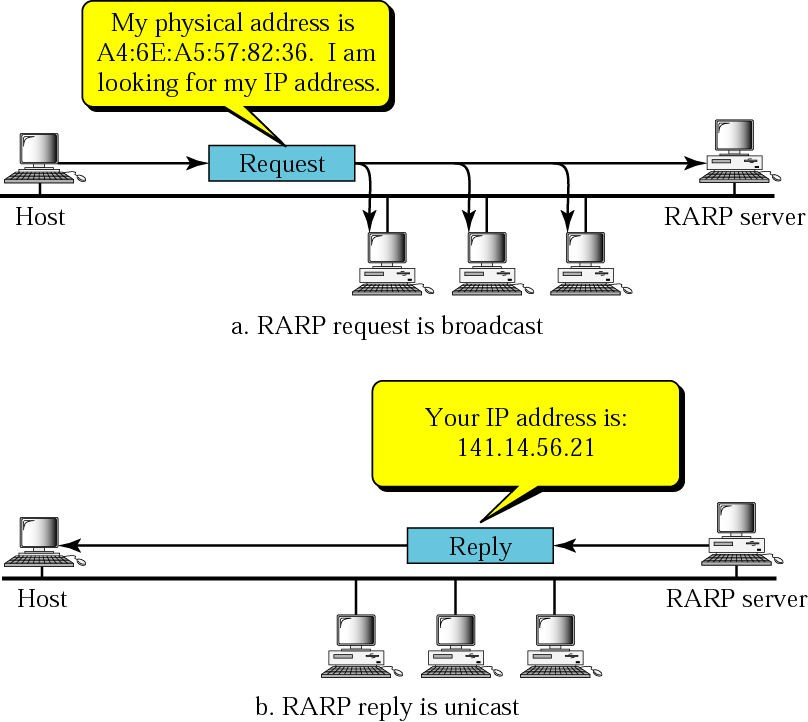 My physical address is
A4:6E:A5:57:82:36. I am
looking for my IP address.
Request
Host
RARP server
a. RARP request is broadcast
Your IP address is:
141.14.56.21
Reply
Host
RARP server
b. RARP reply is unicast